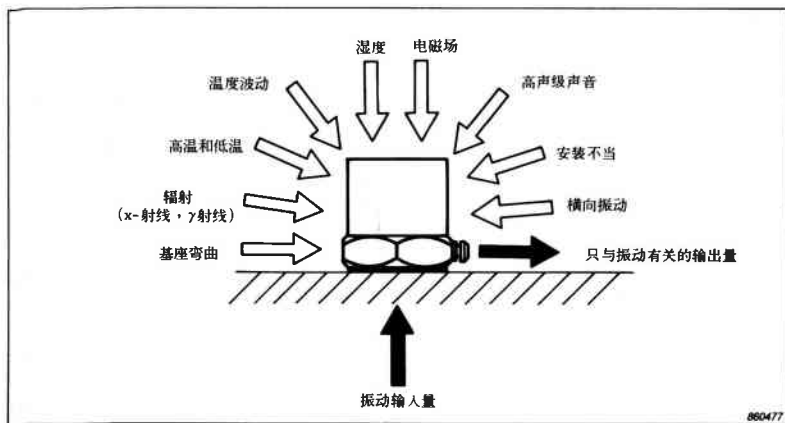 湿度
电磁场
温度波动
高声级声音
高温和低温
安装不当
辐射
(x-射线，γ射线)
横向振动
基座弯曲
只与振动有关的输出量
振动输入量
860477